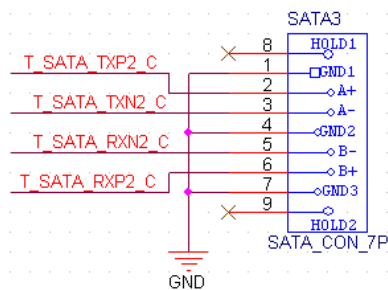 SATA3
8 HOLD1
1 GND1
T_SATA_TXP2_C 2 A+
T_SATA_TXN2_C 3 A-
4 GND2
T_SATA_RXN2_C 5 B-
6 B+
T_SATA_RXP2_C 7 GND3
9
HOLD2
SATA_CON_7P
GND